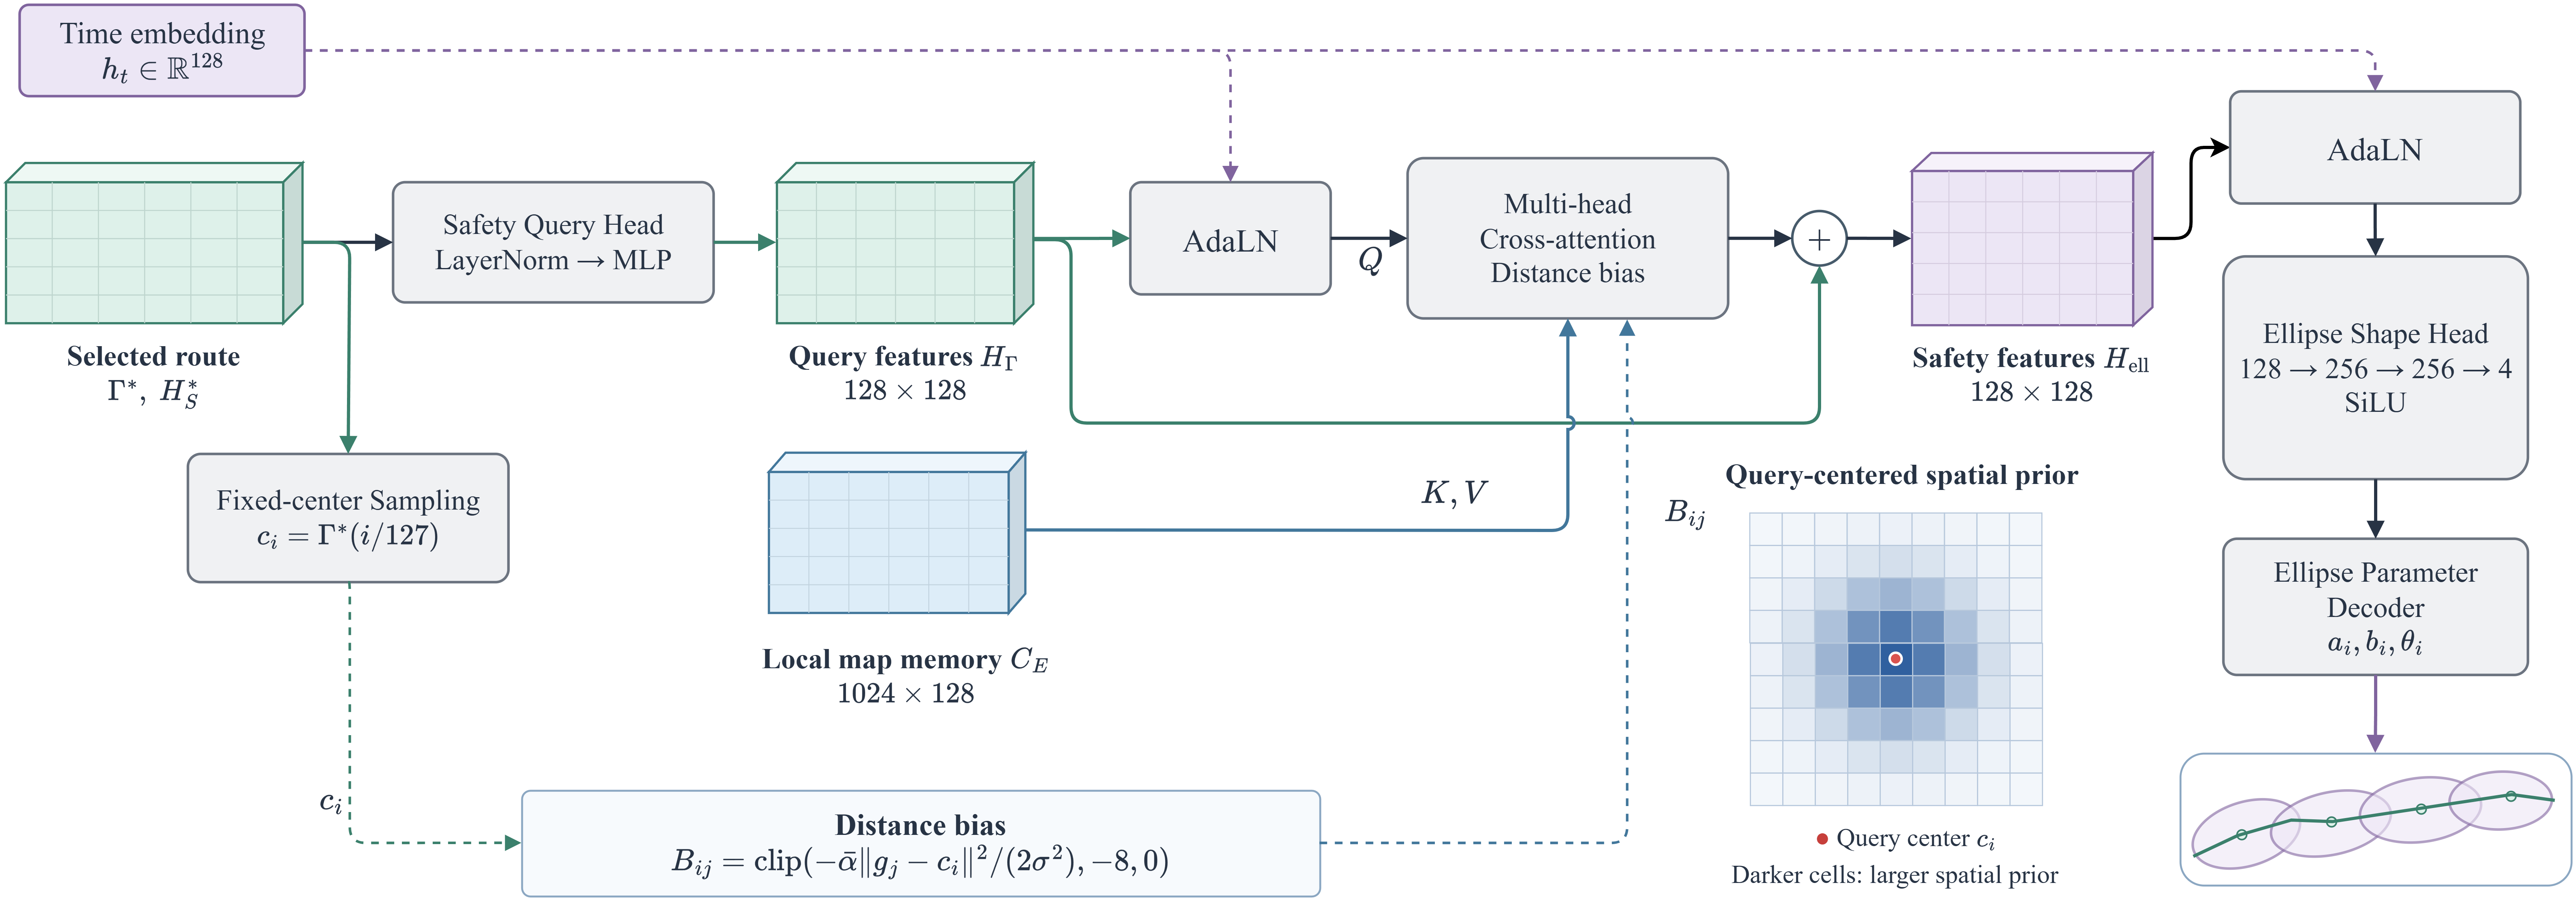 Time embedding
h_t ∈ ℝ^128
AdaLN
Safety Query Head
LayerNorm → MLP
AdaLN
Q
Multi-head
Cross-attention
Distance bias
+
Selected route
Γ*, H_S^*
Query features H_Γ
128 × 128
Safety features H_ell
128 × 128
Ellipse Shape Head
128 → 256 → 256 → 4
SiLU
Fixed-center Sampling
c_i = Γ*(i/127)
K, V
B_ij
Query-centered spatial prior
Local map memory C_E
1024 × 128
Ellipse Parameter
Decoder
a_i, b_i, θ_i
c_i
Distance bias
B_ij = clip(−ᾱ‖g_j − c_i‖²/(2σ²), −8, 0)
Query center c_i
Darker cells: larger spatial prior